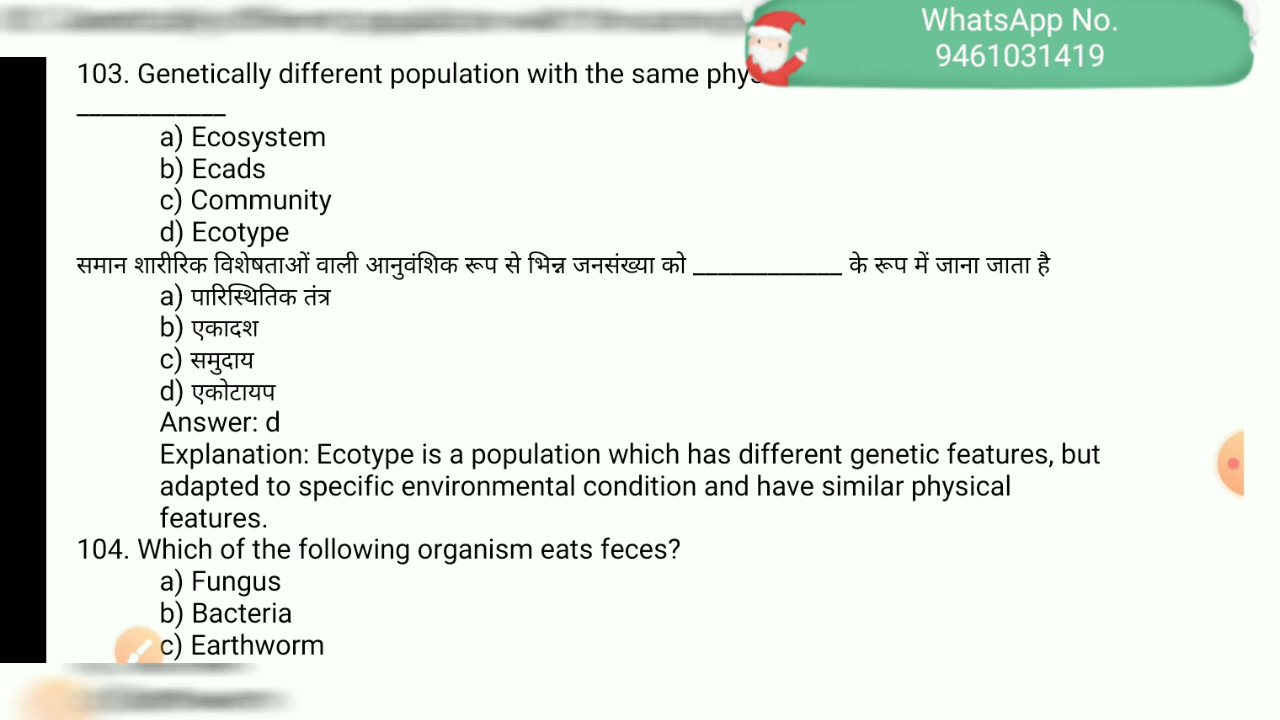 WhatsApp No.
9461031419
103. Genetically different population with the same
____________
a) Ecosystem
b) Ecads
c) Community
d) Ecotype
समान शारीरिक विशेषताओं वाली आनुवंशिक रूप से भिन्न जनसंख्या को ____________ के रूप में जाना जाता है
a) पारिस्थितिक तंत्र
b) एकादश
c) समुदाय
d) एकोटायप
Answer: d
Explanation: Ecotype is a population which has different genetic features, but
adapted to specific environmental condition and have similar physical
features.
104. Which of the following organism eats feces?
a) Fungus
b) Bacteria
c) Earthworm